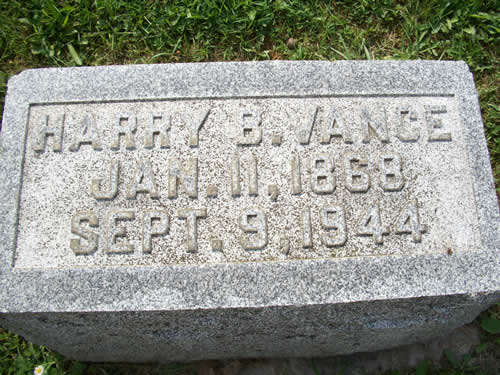 HARRY B. VANCE
JAN. 11, 1868
SEPT. 9, 1944